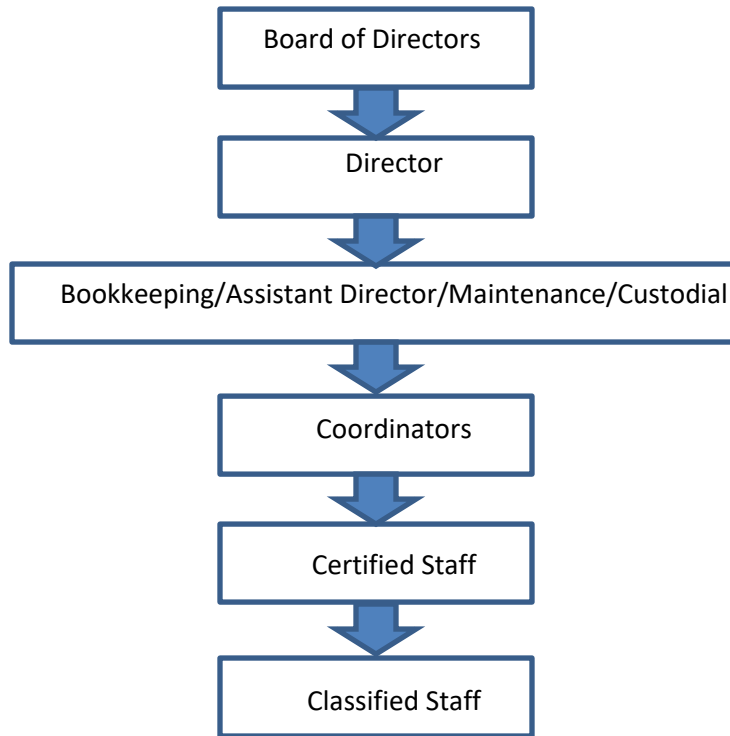 Board of Directors
Director
Bookkeeping/Assistant Director/Maintenance/Custodial
Coordinators
Certified Staff
Classified Staff